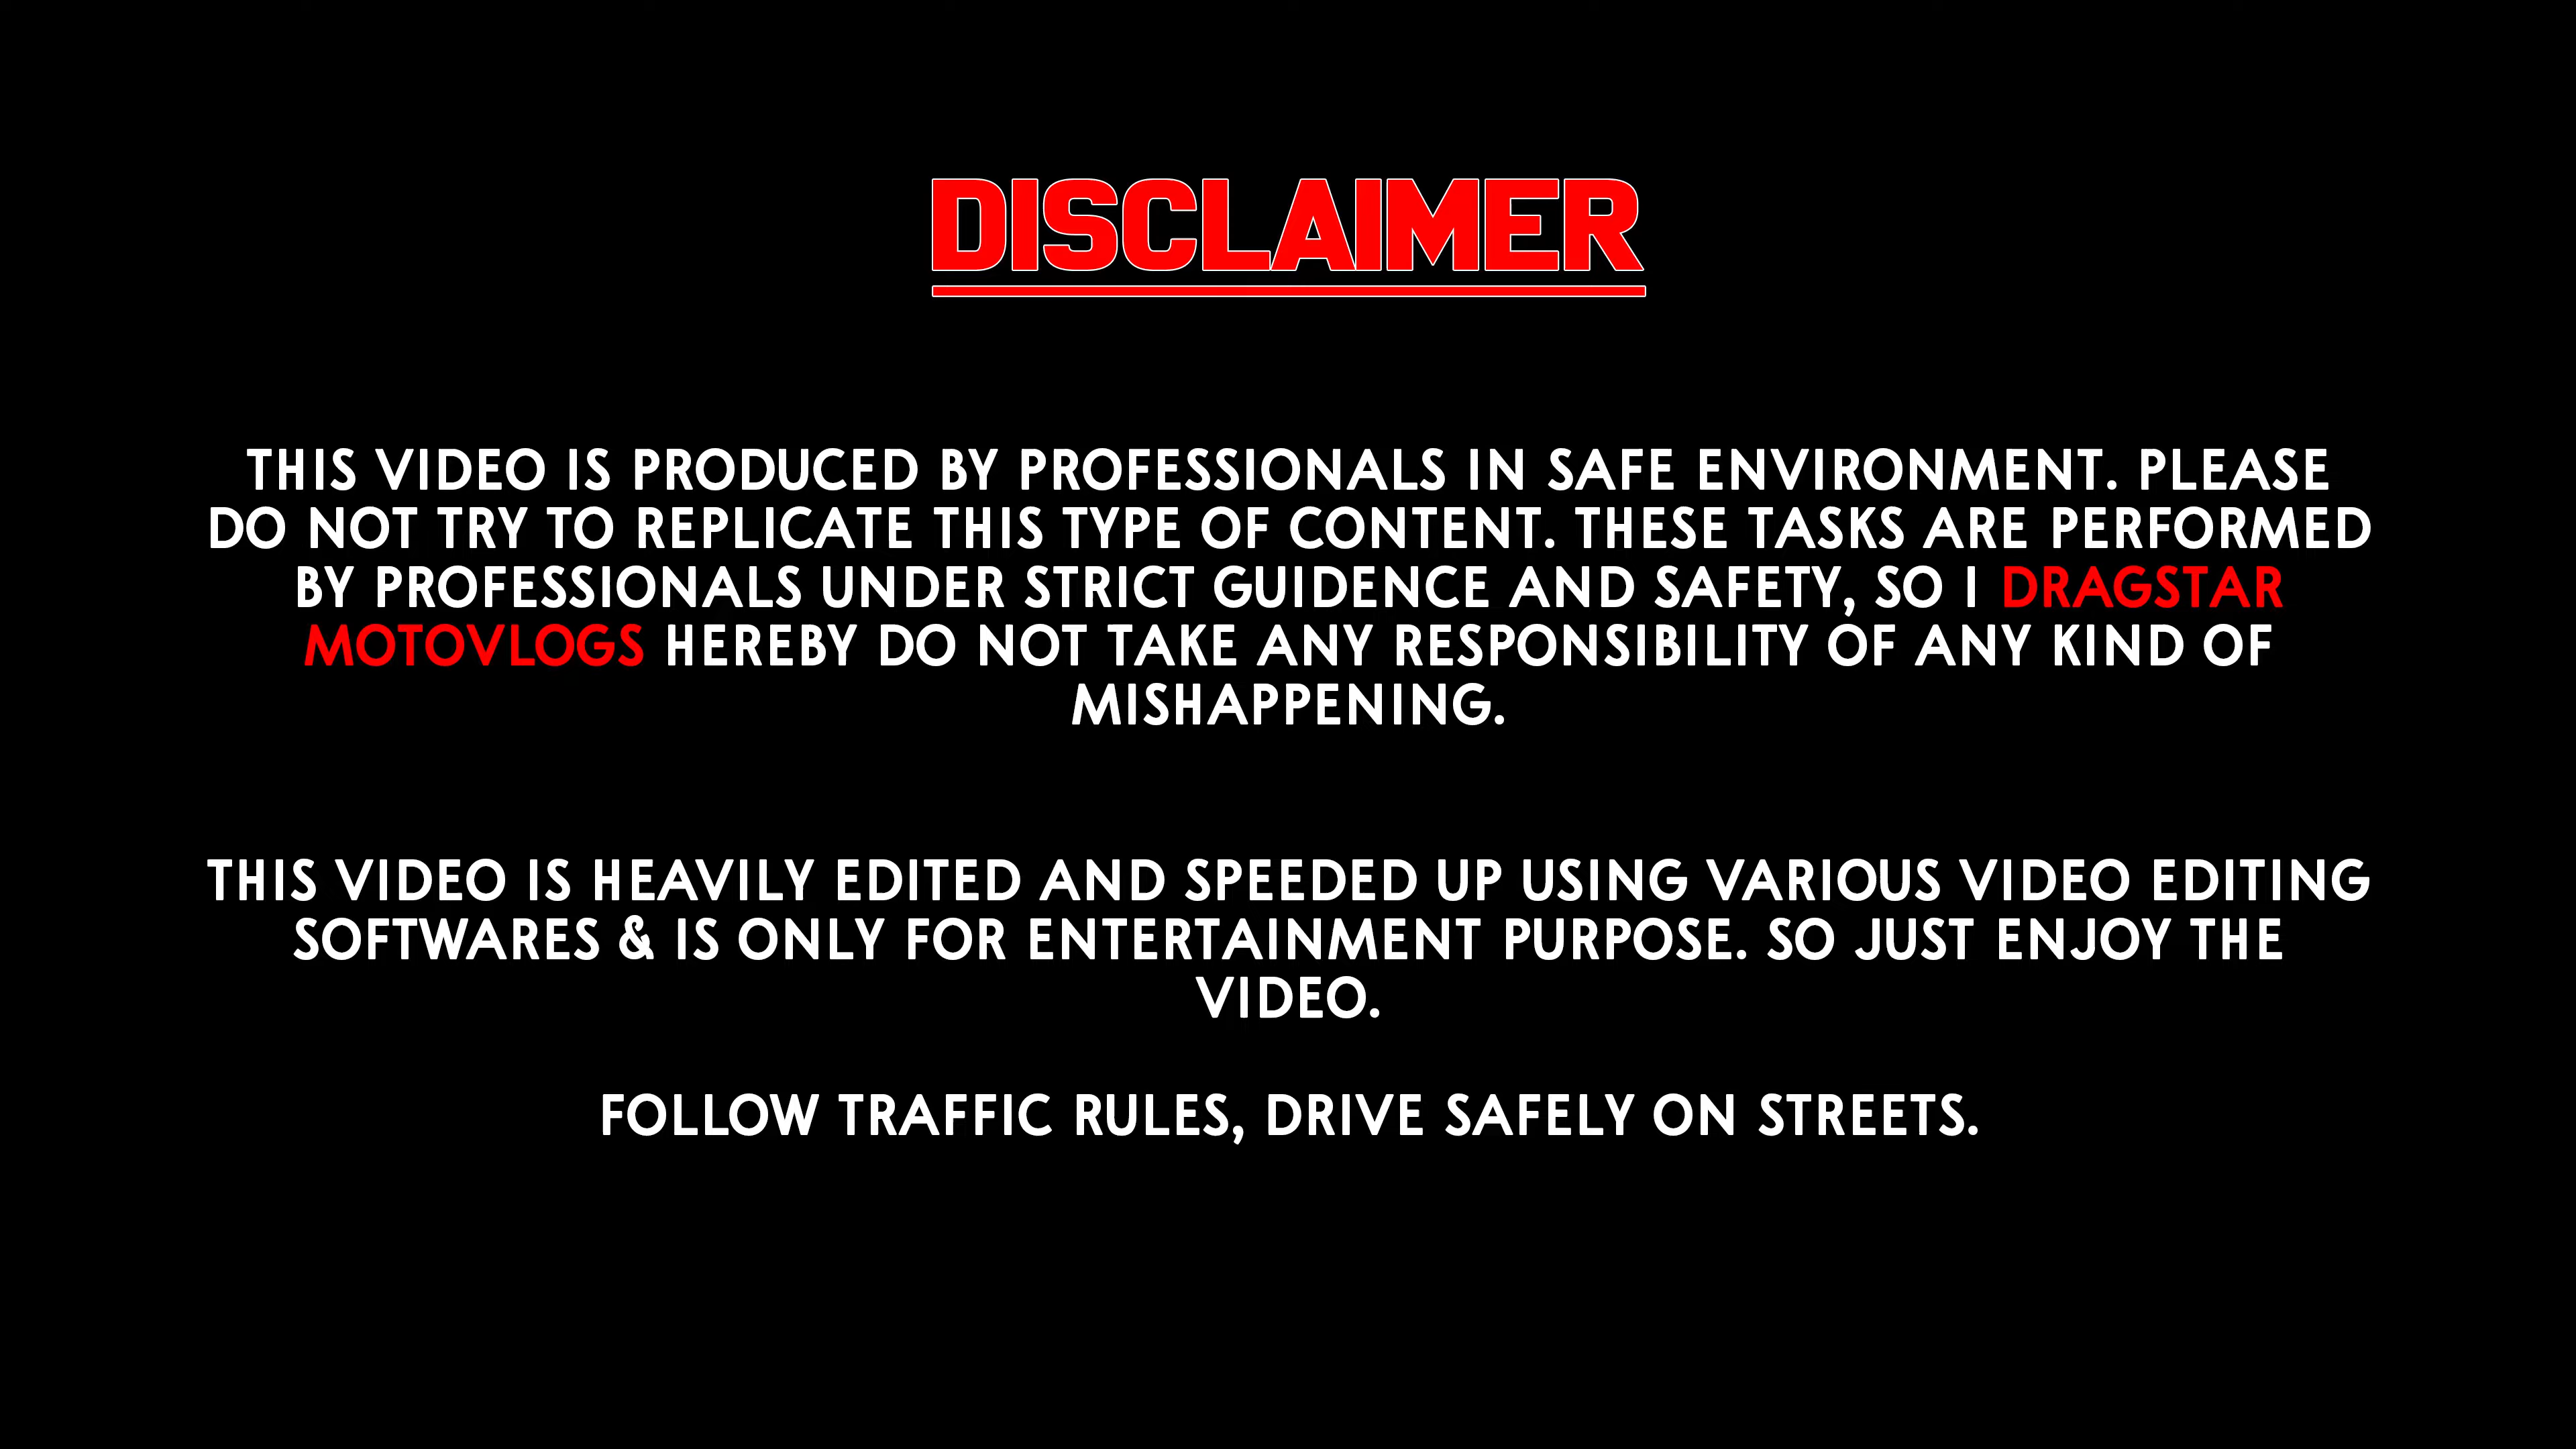 DISCLAIMER
THIS VIDEO IS PRODUCED BY PROFESSIONALS IN SAFE ENVIRONMENT. PLEASE
DO NOT TRY TO REPLICATE THIS TYPE OF CONTENT. THESE TASKS ARE PERFORMED
BY PROFESSIONALS UNDER STRICT GUIDENCE AND SAFETY, SO I DRAGSTAR
MOTOVLOGS HEREBY DO NOT TAKE ANY RESPONSIBILITY OF ANY KIND OF
MISHAPPENING.
THIS VIDEO IS HEAVILY EDITED AND SPEEDED UP USING VARIOUS VIDEO EDITING
SOFTWARES & IS ONLY FOR ENTERTAINMENT PURPOSE. SO JUST ENJOY THE
VIDEO.
FOLLOW TRAFFIC RULES, DRIVE SAFELY ON STREETS.